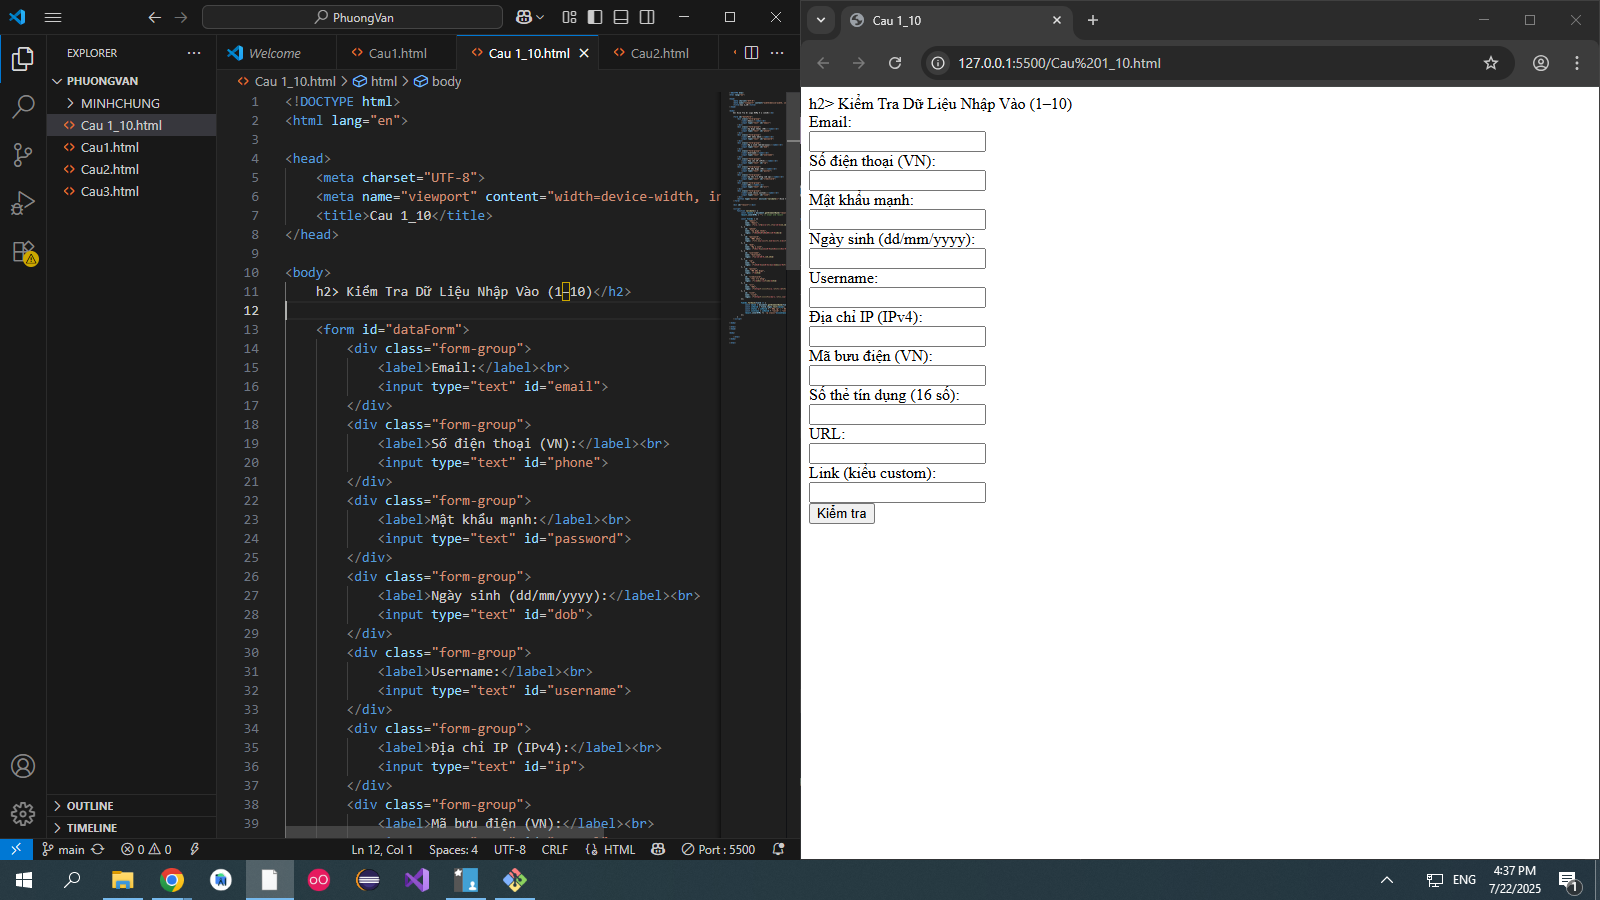 PhuongVan
EXPLORER
PHUONGVAN
MINHCHUNG
Cau 1_10.html
Cau1.html
Cau2.html
Cau3.html
OUTLINE
TIMELINE
Welcome
Cau1.html
Cau 1_10.html
Cau2.html
Cau 1_10.html > html > body
1 <!DOCTYPE html>
2 <html lang="en">
3
4 <head>
5 <meta charset="UTF-8">
6 <meta name="viewport" content="width=device-width, in
7 <title>Cau 1_10</title>
8 </head>
9
10 <body>
11 h2> Kiểm Tra Dữ Liệu Nhập Vào (1–10)</h2>
12
13 <form id="dataForm">
14 <div class="form-group">
15 <label>Email:</label><br>
16 <input type="text" id="email">
17 </div>
18 <div class="form-group">
19 <label>Số điện thoại (VN):</label><br>
20 <input type="text" id="phone">
21 </div>
22 <div class="form-group">
23 <label>Mật khẩu mạnh:</label><br>
24 <input type="text" id="password">
25 </div>
26 <div class="form-group">
27 <label>Ngày sinh (dd/mm/yyyy):</label><br>
28 <input type="text" id="dob">
29 </div>
30 <div class="form-group">
31 <label>Username:</label><br>
32 <input type="text" id="username">
33 </div>
34 <div class="form-group">
35 <label>Địa chỉ IP (IPv4):</label><br>
36 <input type="text" id="ip">
37 </div>
38 <div class="form-group">
39 <label>Mã bưu điện (VN):</label><br>
main
0 0
Ln 12, Col 1
Spaces: 4
UTF-8
CRLF
HTML
Port : 5500
Cau 1_10
127.0.0.1:5500/Cau%201_10.html
h2> Kiểm Tra Dữ Liệu Nhập Vào (1–10)
Email:
Số điện thoại (VN):
Mật khẩu mạnh:
Ngày sinh (dd/mm/yyyy):
Username:
Địa chỉ IP (IPv4):
Mã bưu điện (VN):
Số thẻ tín dụng (16 số):
URL:
Link (kiểu custom):
Kiểm tra
ENG
4:37 PM
7/22/2025
1